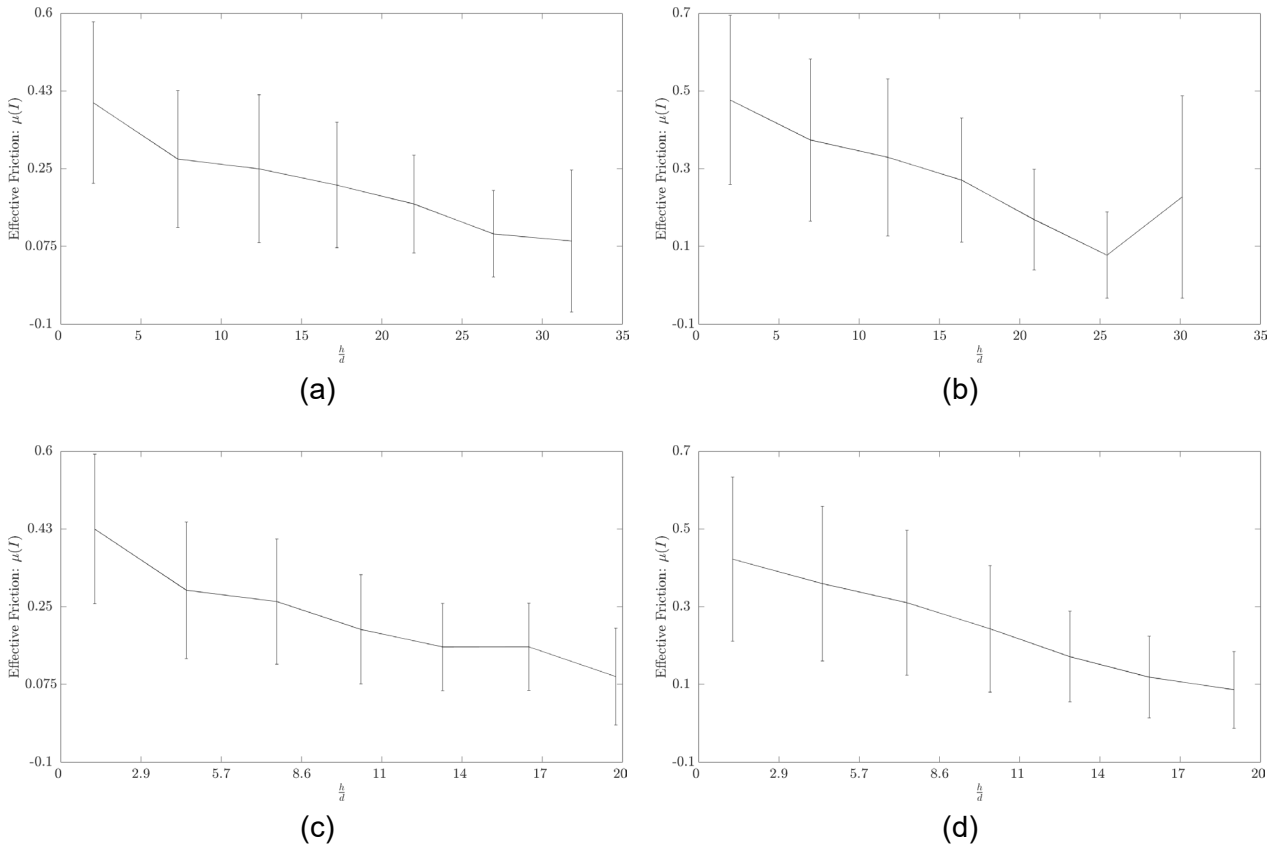 0.6
0.43
0.25
0.075
-0.1
Effective Friction: μ(I)
0 5 10 15 20 25 30 35
h/d
(a)
0.7
0.5
0.3
0.1
-0.1
Effective Friction: μ(I)
0 5 10 15 20 25 30 35
h/d
(b)
0.6
0.43
0.25
0.075
-0.1
Effective Friction: μ(I)
0 2.9 5.7 8.6 11 14 17 20
h/d
(c)
0.7
0.5
0.3
0.1
-0.1
Effective Friction: μ(I)
0 2.9 5.7 8.6 11 14 17 20
h/d
(d)